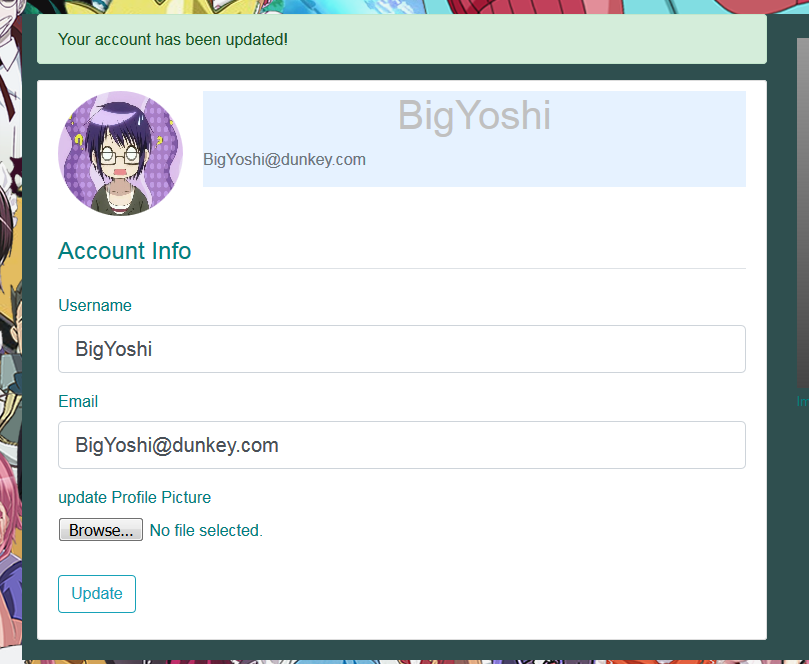 Your account has been updated!
BigYoshi
BigYoshi@dunkey.com
Account Info
Username
BigYoshi
Email
BigYoshi@dunkey.com
update Profile Picture
Browse... No file selected.
Update